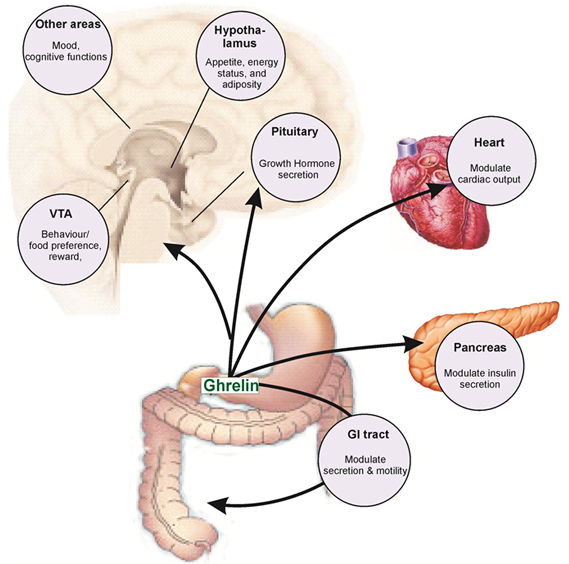 Other areas
Mood,
cognitive functions
Hypotha-
lamus
Appetite, energy
status, and
adiposity
Pituitary
Growth Hormone
secretion
Heart
Modulate
cardiac output
VTA
Behaviour/
food preference,
reward,
Pancreas
Modulate insulin
secretion
Ghrelin
GI tract
Modulate
secretion & motility